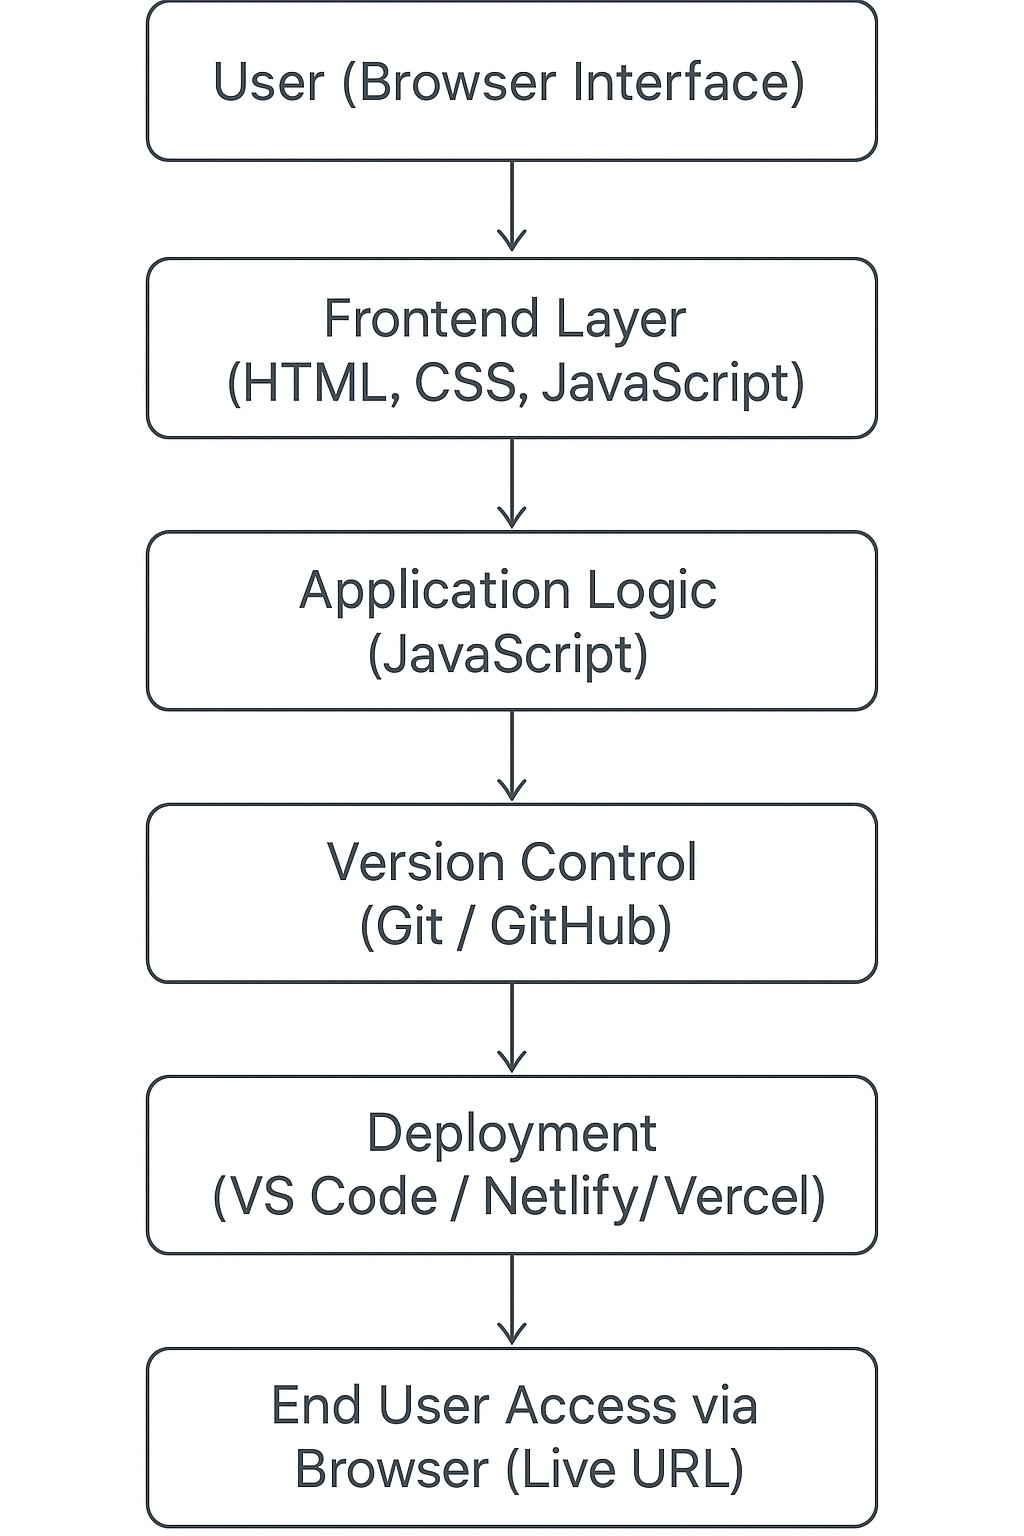 User (Browser Interface)
Frontend Layer
(HTML, CSS, JavaScript)
Application Logic
(JavaScript)
Version Control
(Git / GitHub)
Deployment
(VS Code / Netlify/Vercel)
End User Access via
Browser (Live URL)